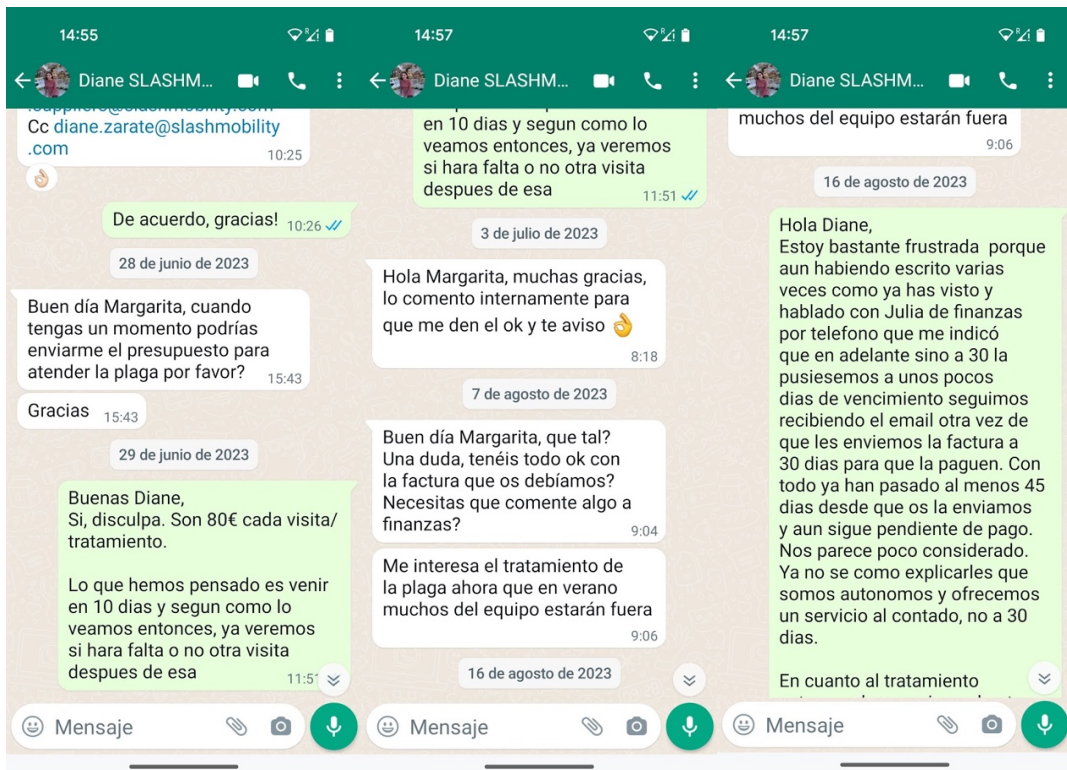 14:55
Diane SLASHM...
Cc diane.zarate@slashmobility
.com
10:25
De acuerdo, gracias! 10:26
28 de junio de 2023
Buen día Margarita, cuando
tengas un momento podrías
enviarme el presupuesto para
atender la plaga por favor? 15:43
Gracias 15:43
29 de junio de 2023
Buenas Diane,
Si, disculpa. Son 80€ cada visita/
tratamiento.
Lo que hemos pensado es venir
en 10 dias y segun como lo
veamos entonces, ya veremos
si hara falta o no otra visita
despues de esa
Mensaje
14:57
Diane SLASHM...
en 10 dias y segun como lo
veamos entonces, ya veremos
si hara falta o no otra visita
despues de esa
11:51
3 de julio de 2023
Hola Margarita, muchas gracias,
lo comento internamente para
que me den el ok y te aviso 👌
8:18
7 de agosto de 2023
Buen día Margarita, que tal?
Una duda, tenéis todo ok con
la factura que os debíamos?
Necesitas que comente algo a
finanzas?
9:04
Me interesa el tratamiento de
la plaga ahora que en verano
muchos del equipo estarán fuera
9:06
16 de agosto de 2023
Mensaje
14:57
Diane SLASHM...
muchos del equipo estarán fuera
9:06
16 de agosto de 2023
Hola Diane,
Estoy bastante frustrada porque
aun habiendo escrito varias
veces como ya has visto y
hablado con Julia de finanzas
por telefono que me indicó
que en adelante sino a 30 la
pusiesemos a unos pocos
dias de vencimiento seguimos
recibiendo el email otra vez de
que les enviemos la factura a
30 dias para que la paguen. Con
todo ya han pasado al menos 45
dias desde que os la enviamos
y aun sigue pendiente de pago.
Nos parece poco considerado.
Ya no se como explicarles que
somos autonomos y ofrecemos
un servicio al contado, no a 30
dias.
En cuanto al tratamiento
Mensaje